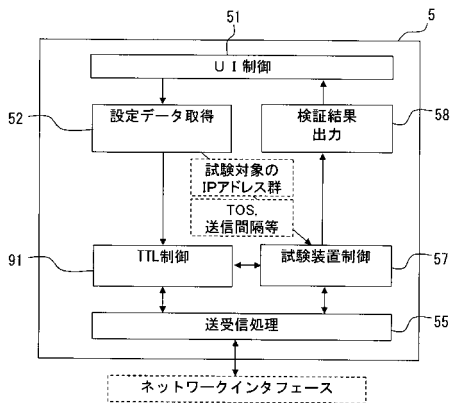 51
5
UI制御
52
設定データ取得
検証結果
出力
58
試験対象の
IPアドレス群
TOS,
送信間隔等
91
TTL制御
試験装置制御
57
送受信処理
55
ネットワークインタフェース